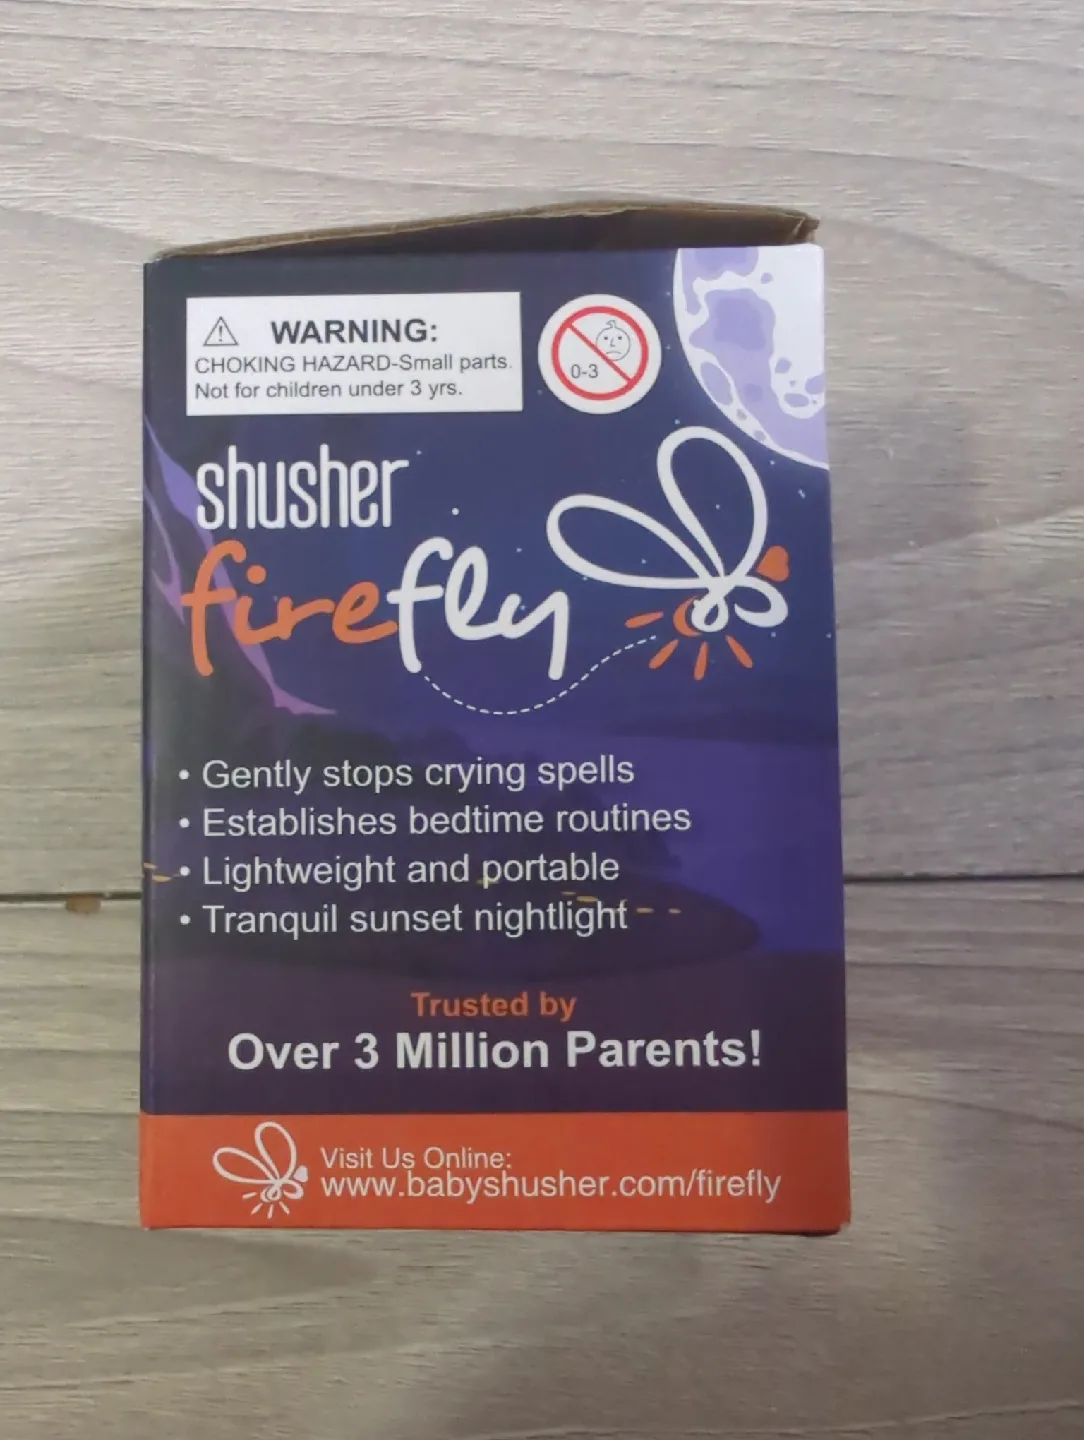 WARNING:
CHOKING HAZARD-Small parts.
Not for children under 3 yrs.
0-3
shusher
firefly
• Gently stops crying spells
• Establishes bedtime routines
• Lightweight and portable
• Tranquil sunset nightlight
Trusted by
Over 3 Million Parents!
Visit Us Online:
www.babyshusher.com/firefly